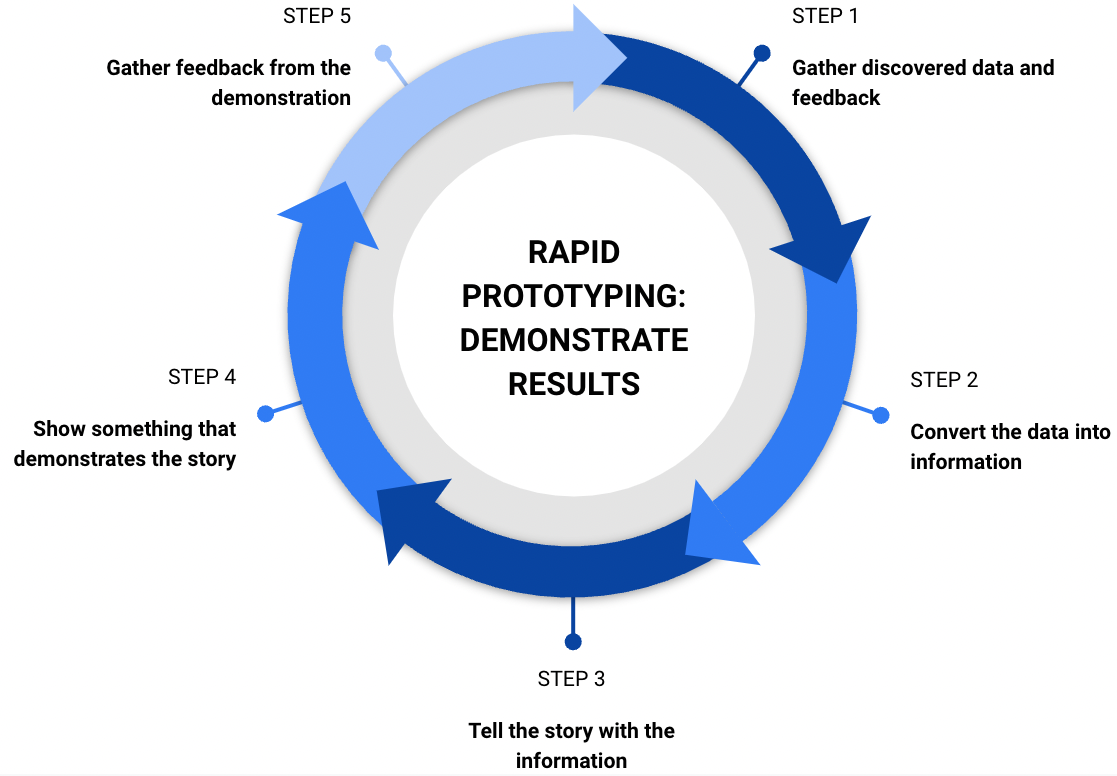 STEP 5
Gather feedback from the
demonstration
STEP 1
Gather discovered data and
feedback
RAPID
PROTOTYPING:
DEMONSTRATE
RESULTS
STEP 4
Show something that
demonstrates the story
STEP 2
Convert the data into
information
STEP 3
Tell the story with the
information